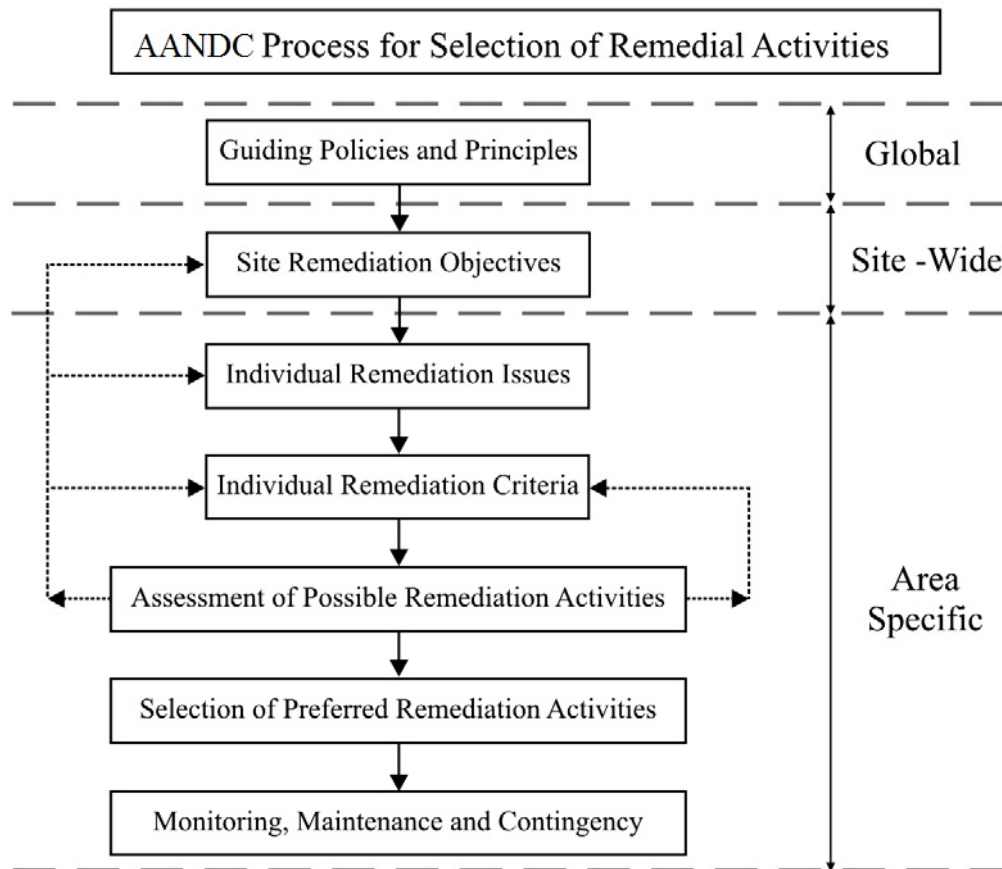 AANDC Process for Selection of Remedial Activities
Guiding Policies and Principles
Global
Site Remediation Objectives
Site -Wide
Individual Remediation Issues
Individual Remediation Criteria
Assessment of Possible Remediation Activities
Area
Specific
Selection of Preferred Remediation Activities
Monitoring, Maintenance and Contingency